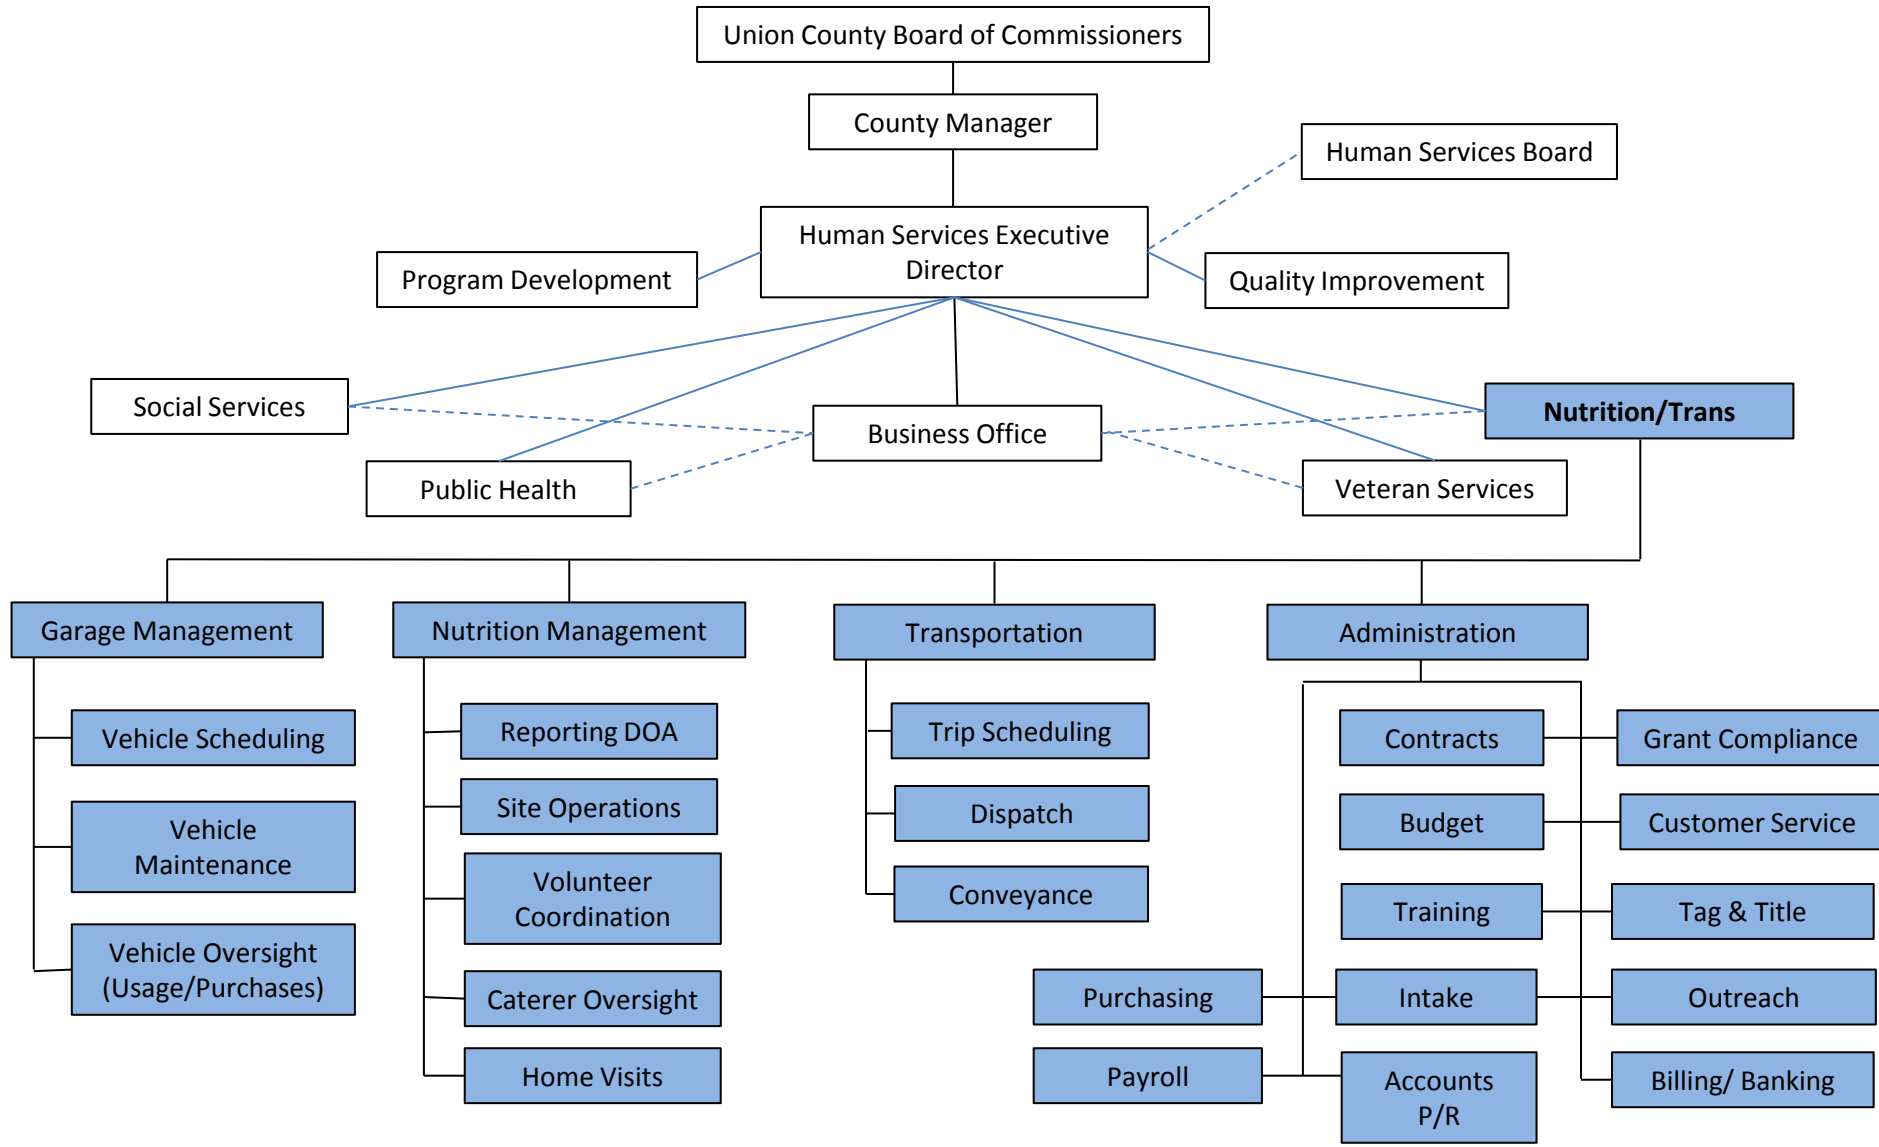 Union County Board of Commissioners
County Manager
Human Services Board
Human Services Executive
Director
Program Development
Quality Improvement
Social Services
Business Office
Nutrition/Trans
Public Health
Veteran Services
Garage Management
Nutrition Management
Transportation
Administration
Vehicle Scheduling
Vehicle
Maintenance
Vehicle Oversight
(Usage/Purchases)
Reporting DOA
Site Operations
Volunteer
Coordination
Caterer Oversight
Home Visits
Trip Scheduling
Dispatch
Conveyance
Contracts
Grant Compliance
Budget
Customer Service
Training
Tag & Title
Purchasing
Intake
Outreach
Payroll
Accounts
P/R
Billing/ Banking